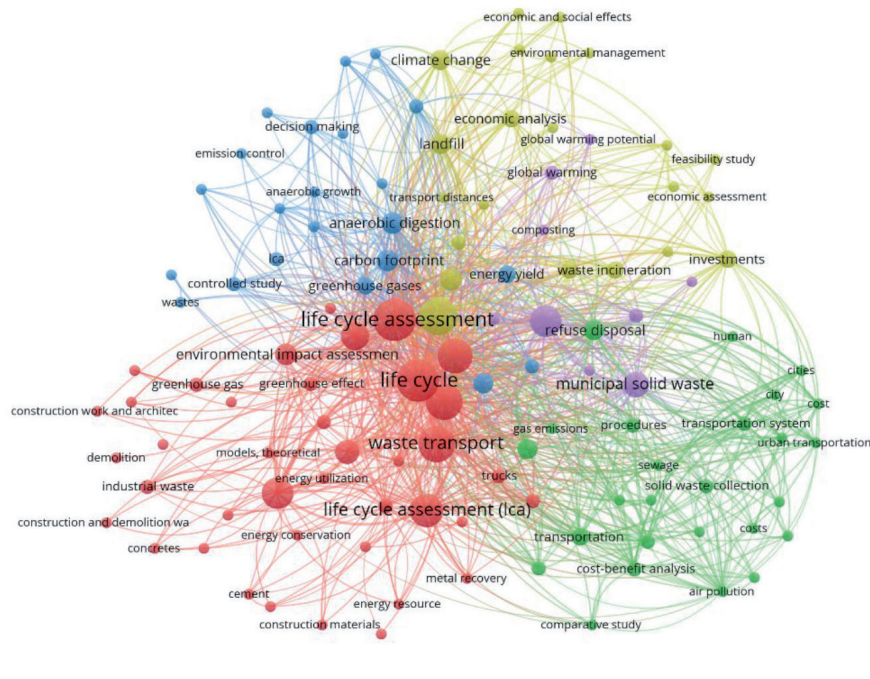 economic and social effects
environmental management
climate change
economic analysis
decision making
global warming potential
landfill
emission control
feasibility study
global warming
anaerobic growth
transport distances
economic assessment
anaerobic digestion
composting
lca
carbon footprint
investments
energy yield
waste incineration
controlled study
greenhouse gases
wastes
life cycle assessment
refuse disposal
human
environmental impact assessmen
cities
life cycle
greenhouse gas
greenhouse effect
municipal solid waste
city
cost
construction work and architec
transportation system
procedures
gas emissions
waste transport
urban transportation
models, theoretical
demolition
sewage
trucks
energy utilization
industrial waste
solid waste collection
life cycle assessment (lca)
construction and demolition wa
costs
energy conservation
transportation
concretes
cost-benefit analysis
metal recovery
air pollution
cement
energy resource
construction materials
comparative study